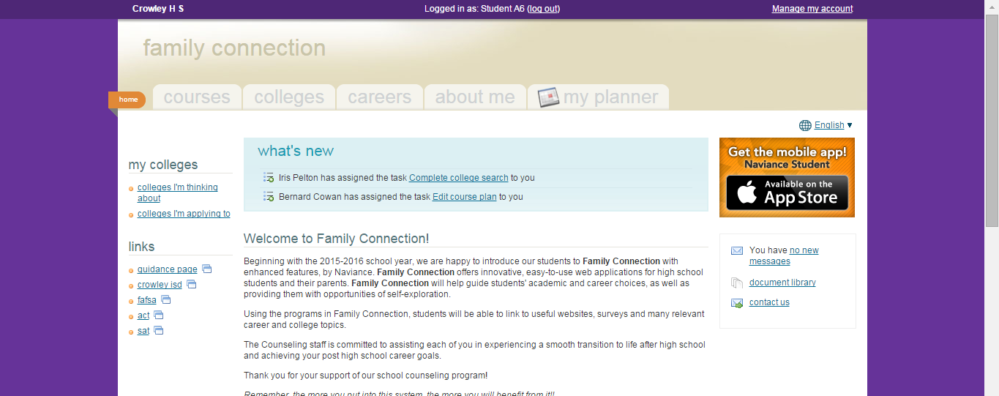 Crowley H S
Logged in as: Student A6 (log out)
Manage my account
family connection
home
courses
colleges
careers
about me
my planner
English
my colleges
colleges I'm thinking
about
colleges I'm applying to
links
guidance page
crowley isd
fafsa
act
sat
what's new
Iris Pelton has assigned the task Complete college search to you
Bernard Cowan has assigned the task Edit course plan to you
Welcome to Family Connection!
Beginning with the 2015-2016 school year, we are happy to introduce our students to Family Connection with
enhanced features, by Naviance. Family Connection offers innovative, easy-to-use web applications for high school
students and their parents. Family Connection will help guide students' academic and career choices, as well as
providing them with opportunities of self-exploration.
Using the programs in Family Connection, students will be able to link to useful websites, surveys and many relevant
career and college topics.
The Counseling staff is committed to assisting each of you in experiencing a smooth transition to life after high school
and achieving your post high school career goals.
Thank you for your support of our school counseling program!
Remember, the more you put into this system, the more you will benefit from it!!
Get the mobile app!
Naviance Student
Available on the
App Store
You have no new
messages
document library
contact us